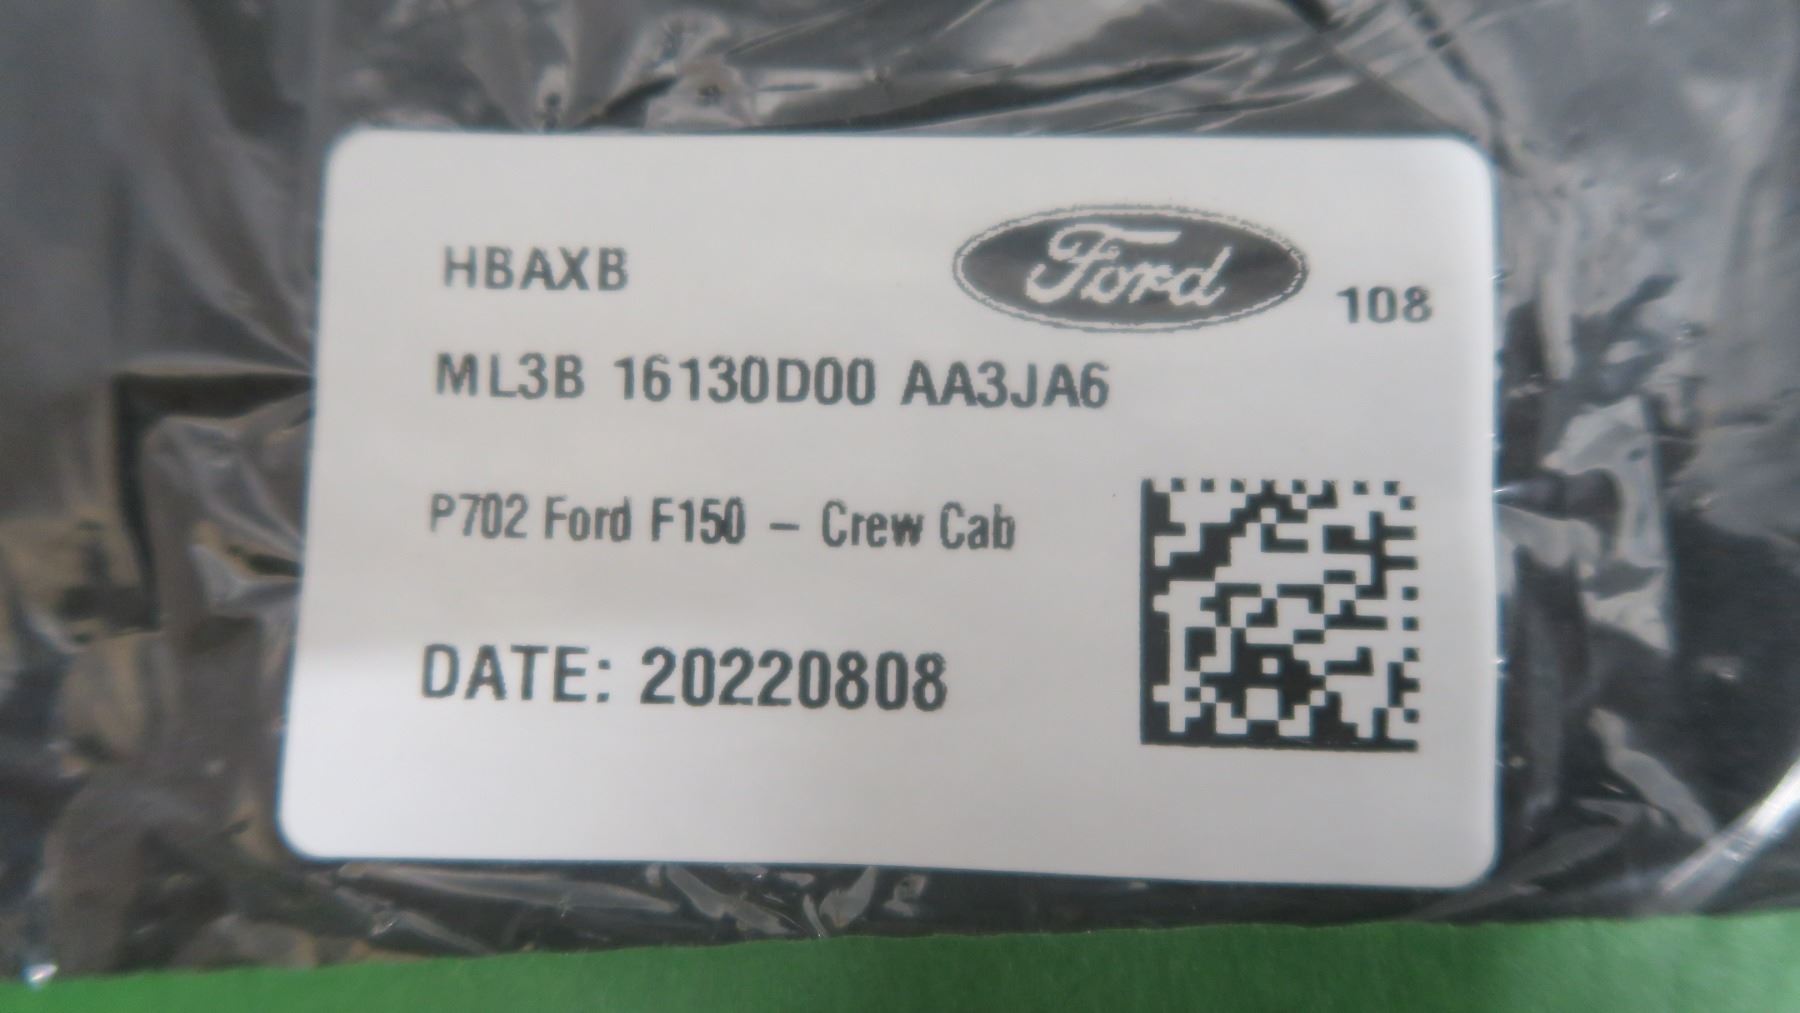 HBAXB
Ford 108
ML3B 16130D00 AA3JA6
P702 Ford F150 - Crew Cab
DATE: 20220808